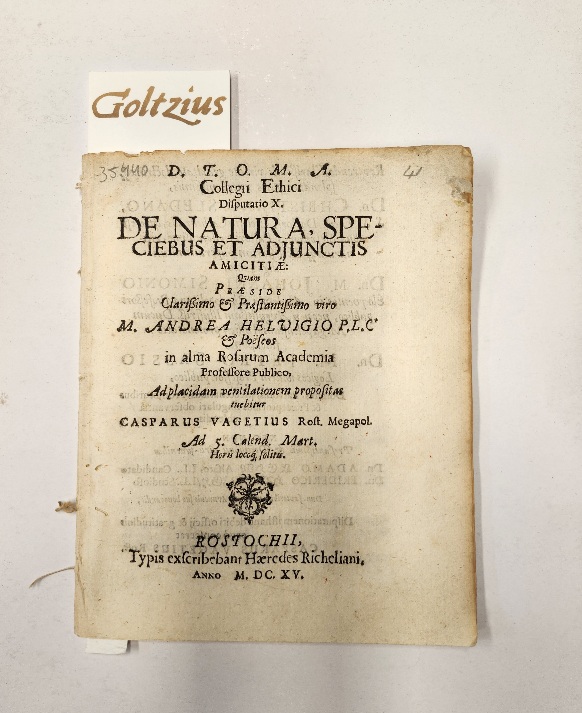 Goltzius
35440
41
D. T. O. M. A.
Collegii Ethici
Diſputatio X.
DE NATURA, SPE-
CIEBUS ET ADJUNCTIS
AMICITIÆ:
Quam
PRÆSIDE
Clarißimo & Præſtantißimo viro
M. ANDREA HELVIGIO P.L.C
& Poëſeos
in alma Roſarum Academia
Profeſſore Publico,
Ad placidam ventilationem propoſitas
tuebitur
CASPARUS VAGETIUS Roſt. Megapol.
Ad 5. Calend. Mart.
Horis locoq́; ſolitis.
ROSTOCHII,
Typis exſcribebant Hæredes Richeliani.
ANNO M. DC. XV.